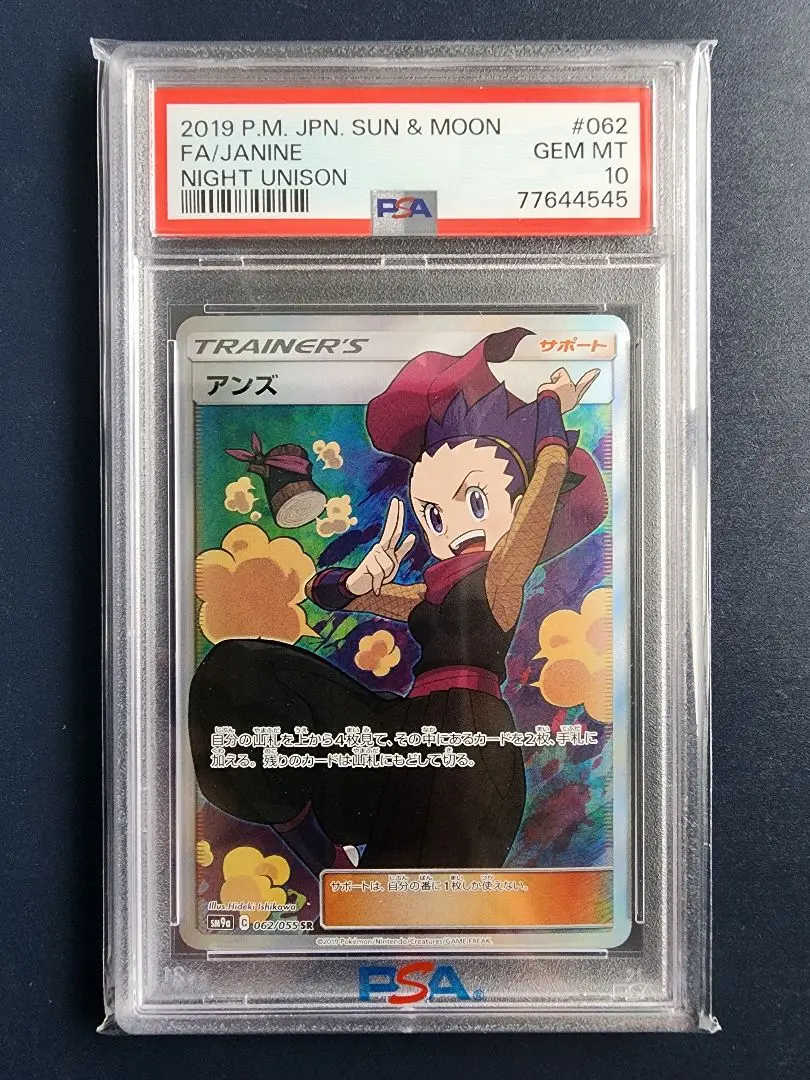 2019 P.M. JPN. SUN & MOON #062
FA/JANINE GEM MT
NIGHT UNISON 10
PSA 77644545
TRAINER'S サポート
アンズ
自分の山札を上から4枚見て、その中にあるカードを2枚、手札に
加える。残りのカードは山札にもどして切る。
サポートは、自分の番に1枚しか使えない。
Illus. Hideki Ishikawa
sm9a C 062/055 SR
©2019 Pokémon/Nintendo/Creatures/GAME FREAK
PSA®